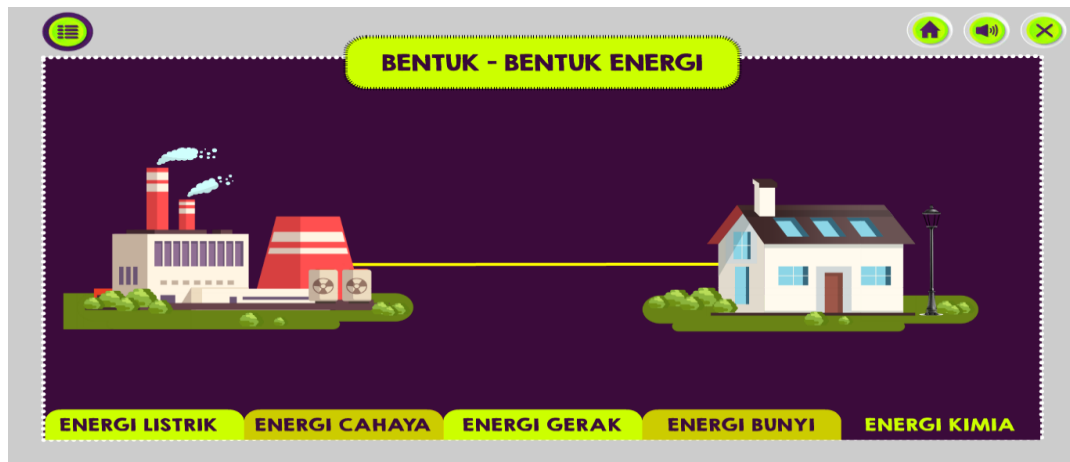 BENTUK - BENTUK ENERGI
ENERGI LISTRIK
ENERGI CAHAYA
ENERGI GERAK
ENERGI BUNYI
ENERGI KIMIA